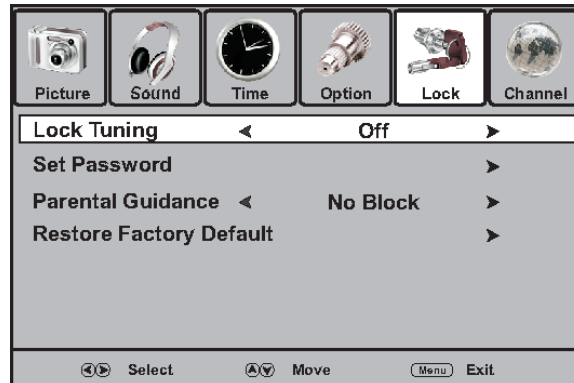 Picture Sound Time Option Lock Channel
Lock Tuning Off
Set Password
Parental Guidance No Block
Restore Factory Default
Select Move Menu Exit